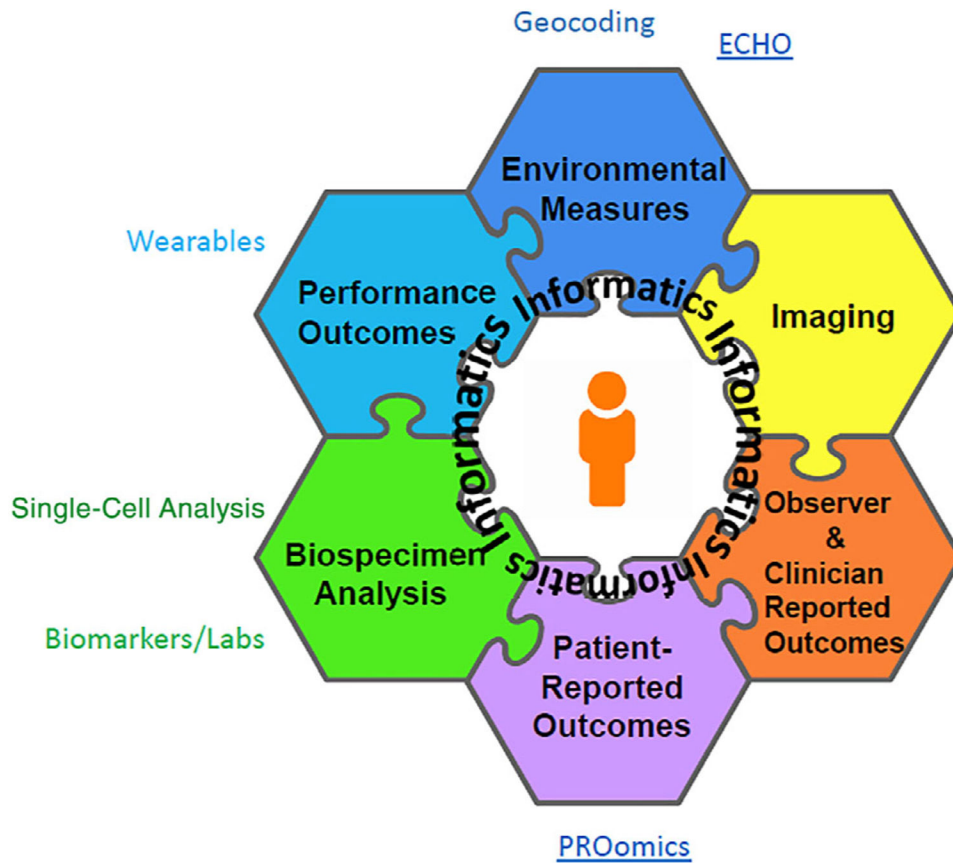 Geocoding
ECHO
Environmental
Measures
Wearables
Performance
Outcomes
Imaging
Informatics Informatics Informatics Informatics Informatics
Single-Cell Analysis
Biospecimen
Analysis
Biomarkers/Labs
Observer
&
Clinician
Reported
Outcomes
Patient-
Reported
Outcomes
PROomics